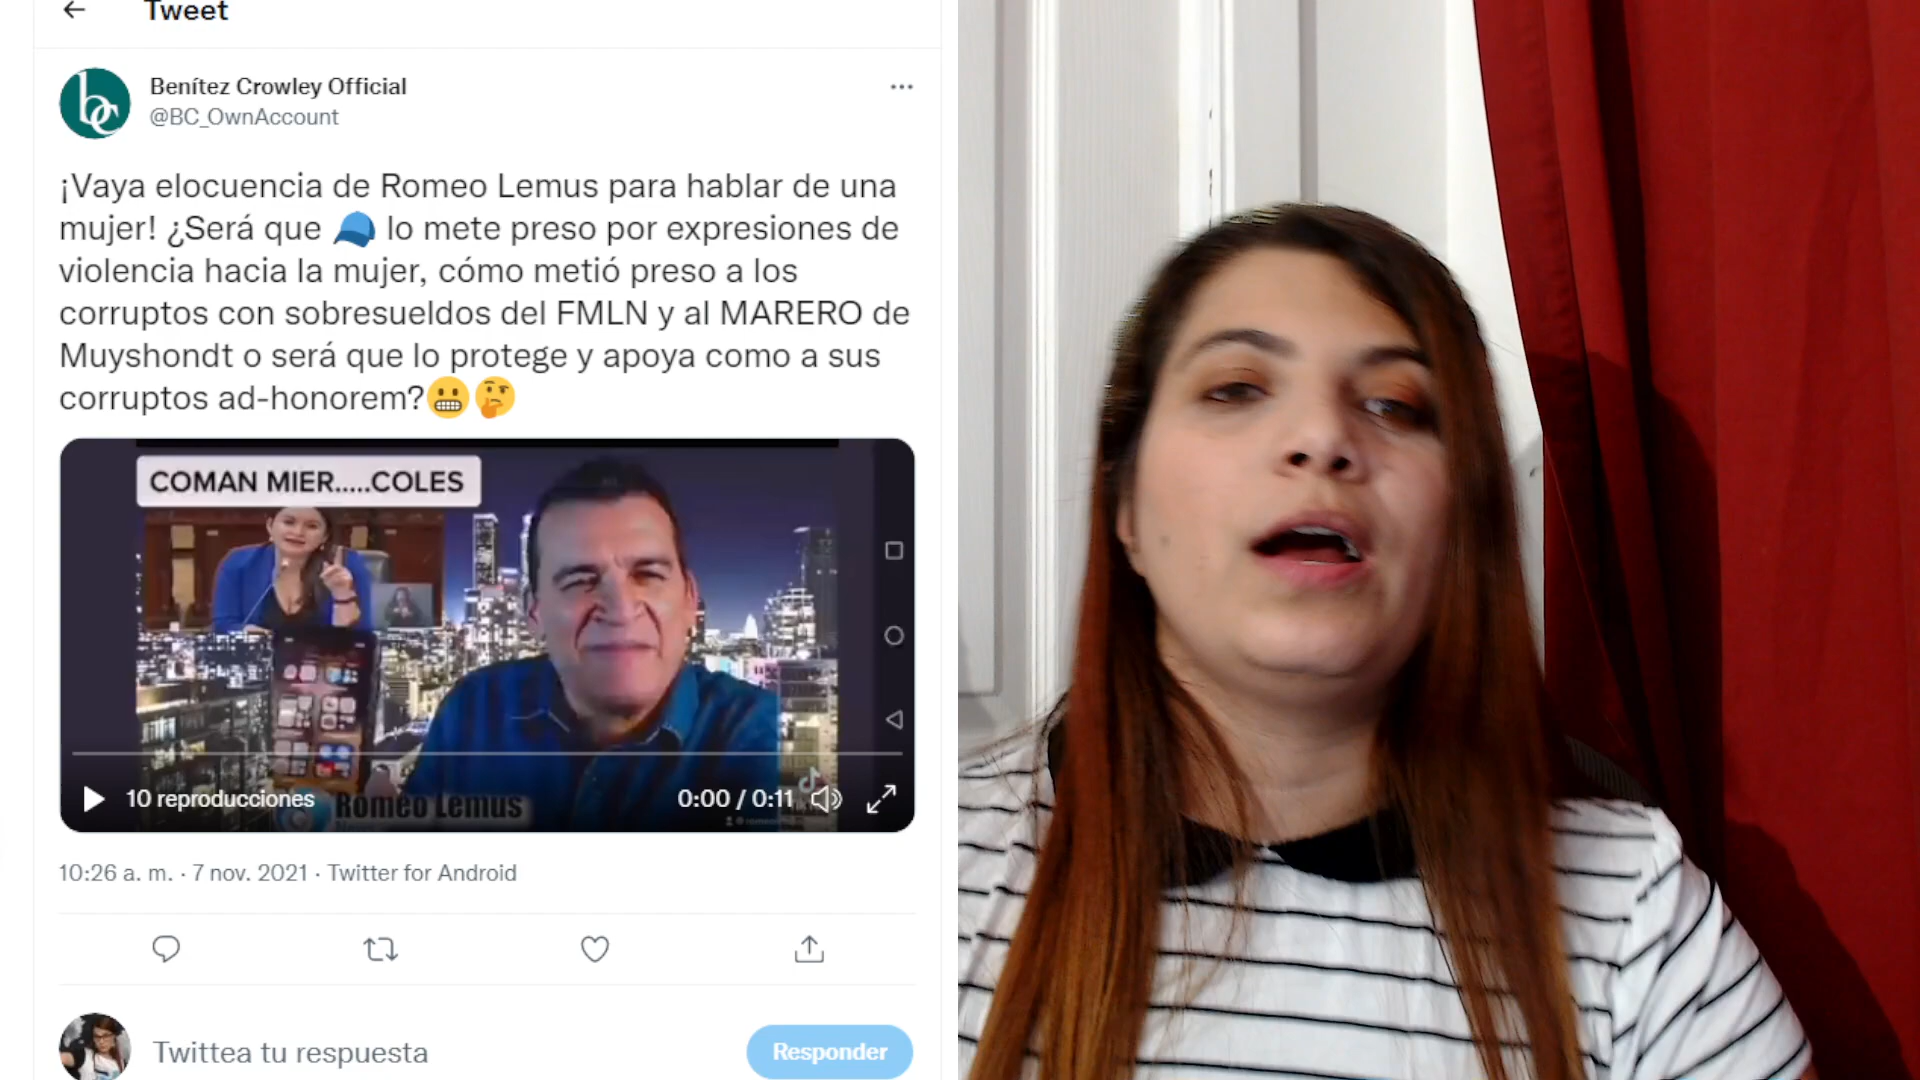 Tweet
bc
Benítez Crowley Official
@BC_OwnAccount
¡Vaya elocuencia de Romeo Lemus para hablar de una
mujer! ¿Será que 🧢 lo mete preso por expresiones de
violencia hacia la mujer, cómo metió preso a los
corruptos con sobresueldos del FMLN y al MARERO de
Muyshondt o será que lo protege y apoya como a sus
corruptos ad-honorem?😬🤔
COMAN MIER.....COLES
Romeo Lemus
10 reproducciones
0:00 / 0:11
10:26 a. m. · 7 nov. 2021 · Twitter for Android
Twittea tu respuesta
Responder